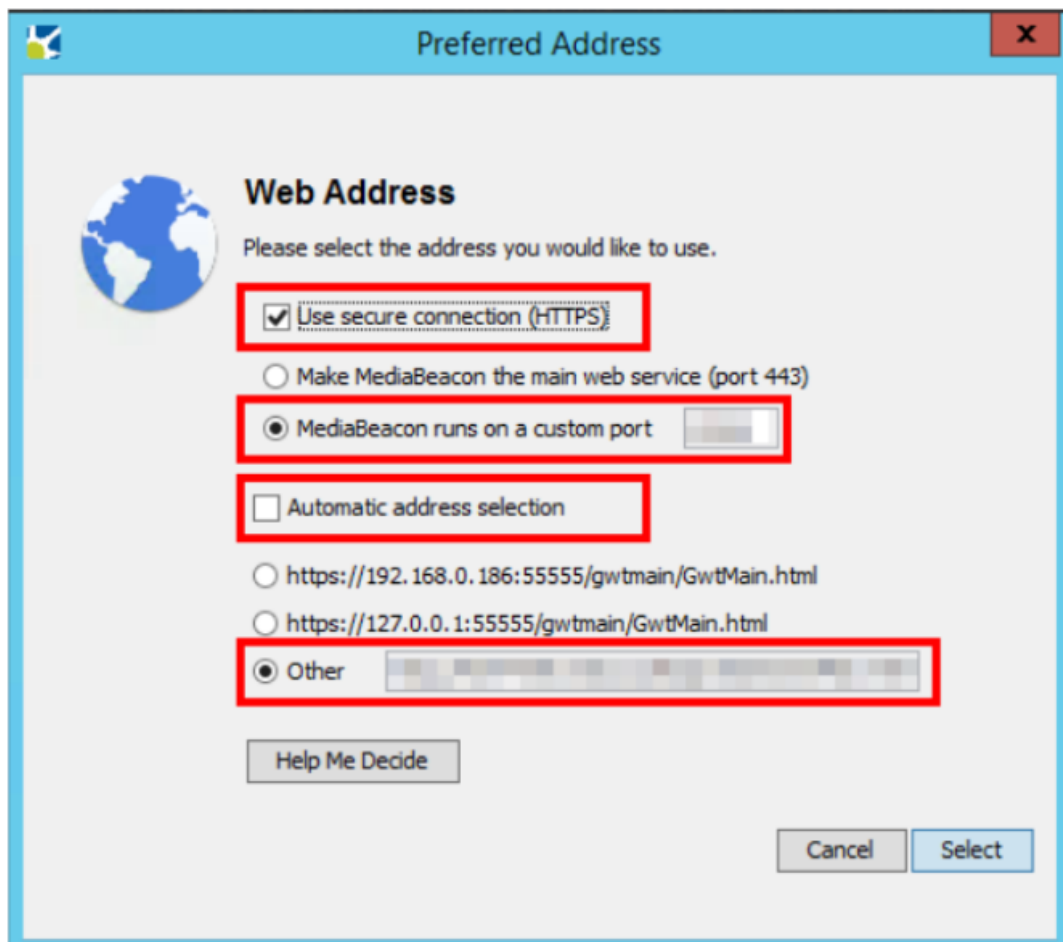 Preferred Address
x
Web Address
Please select the address you would like to use.
Use secure connection (HTTPS)
Make MediaBeacon the main web service (port 443)
MediaBeacon runs on a custom port
Automatic address selection
https://192.168.0.186:55555/gwtmain/GwtMain.html
https://127.0.0.1:55555/gwtmain/GwtMain.html
Other
Help Me Decide
Cancel Select